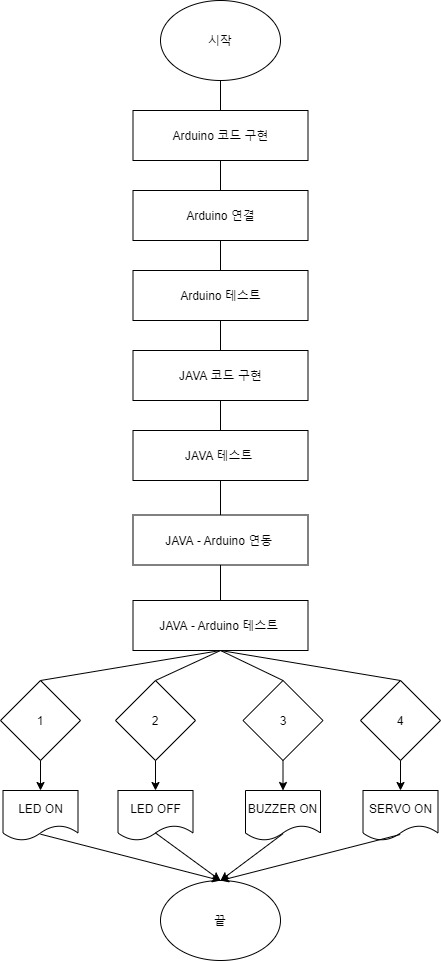 시작
Arduino 코드 구현
Arduino 연결
Arduino 테스트
JAVA 코드 구현
JAVA 테스트
JAVA - Arduino 연동
JAVA - Arduino 테스트
1
2
3
4
LED ON
LED OFF
BUZZER ON
SERVO ON
끝